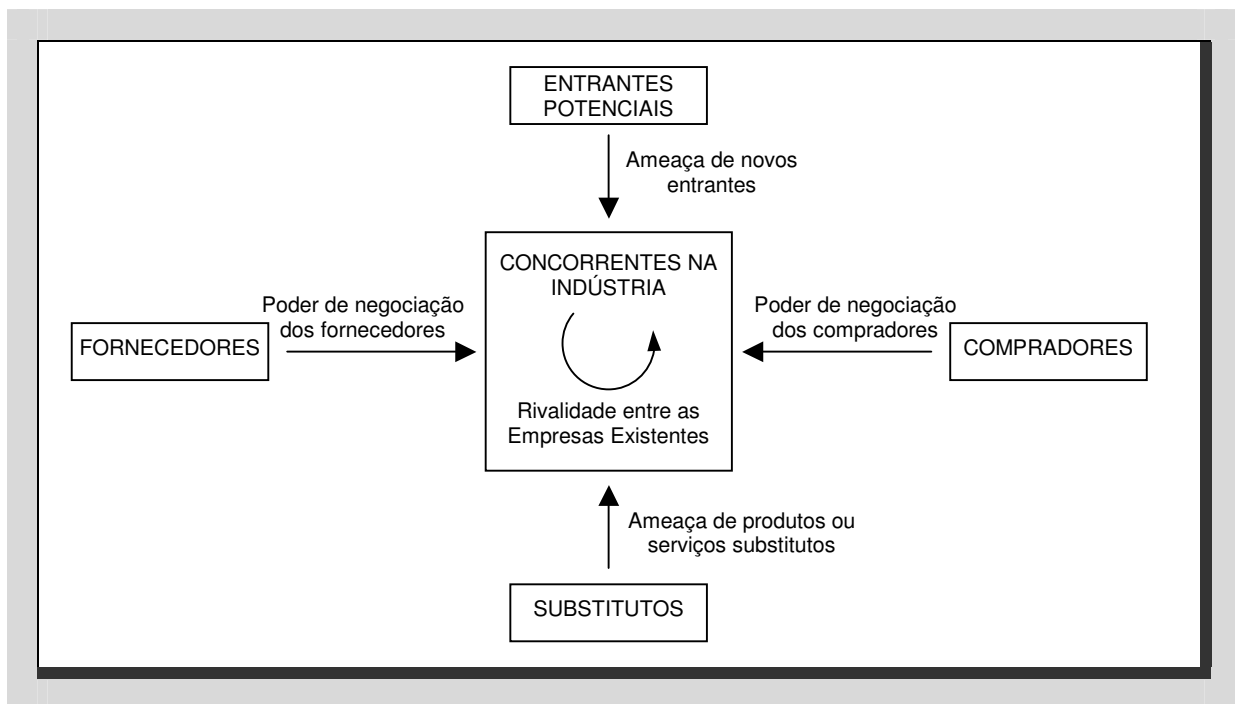 ENTRANTES
POTENCIAIS
Ameaça de novos
entrantes
CONCORRENTES NA
INDÚSTRIA
Rivalidade entre as
Empresas Existentes
Poder de negociação
dos fornecedores
FORNECEDORES
Poder de negociação
dos compradores
COMPRADORES
Ameaça de produtos ou
serviços substitutos
SUBSTITUTOS